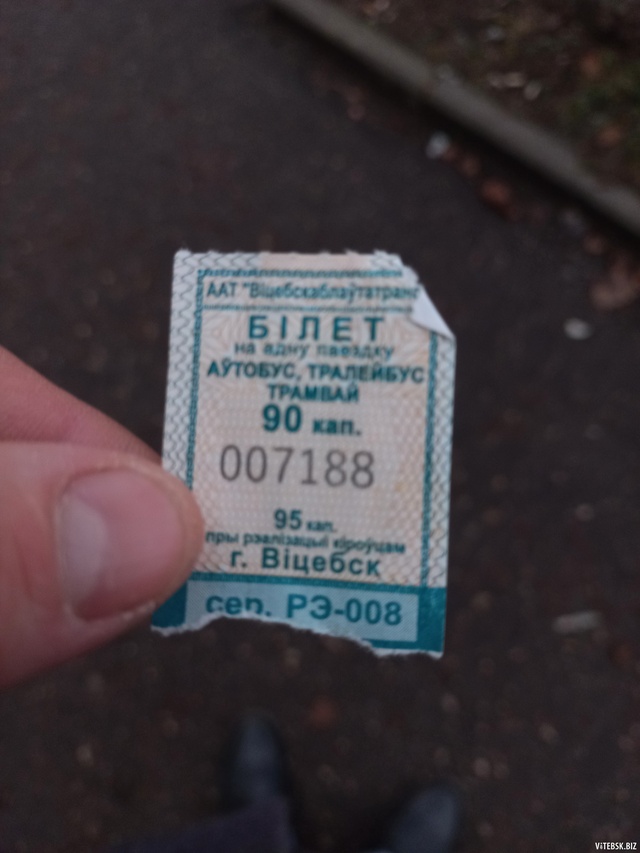 ААТ "Віцебскаблаўтатранс
БІЛЕТ
на адну паездку
АЎТОБУС, ТРАЛЕЙБУС
ТРАМВАЙ
90 кап.
007188
95 кап.
пры рэалізацыі кіроўцам
г. Віцебск
сер. РЭ-008
ViTEBSK.BIZ